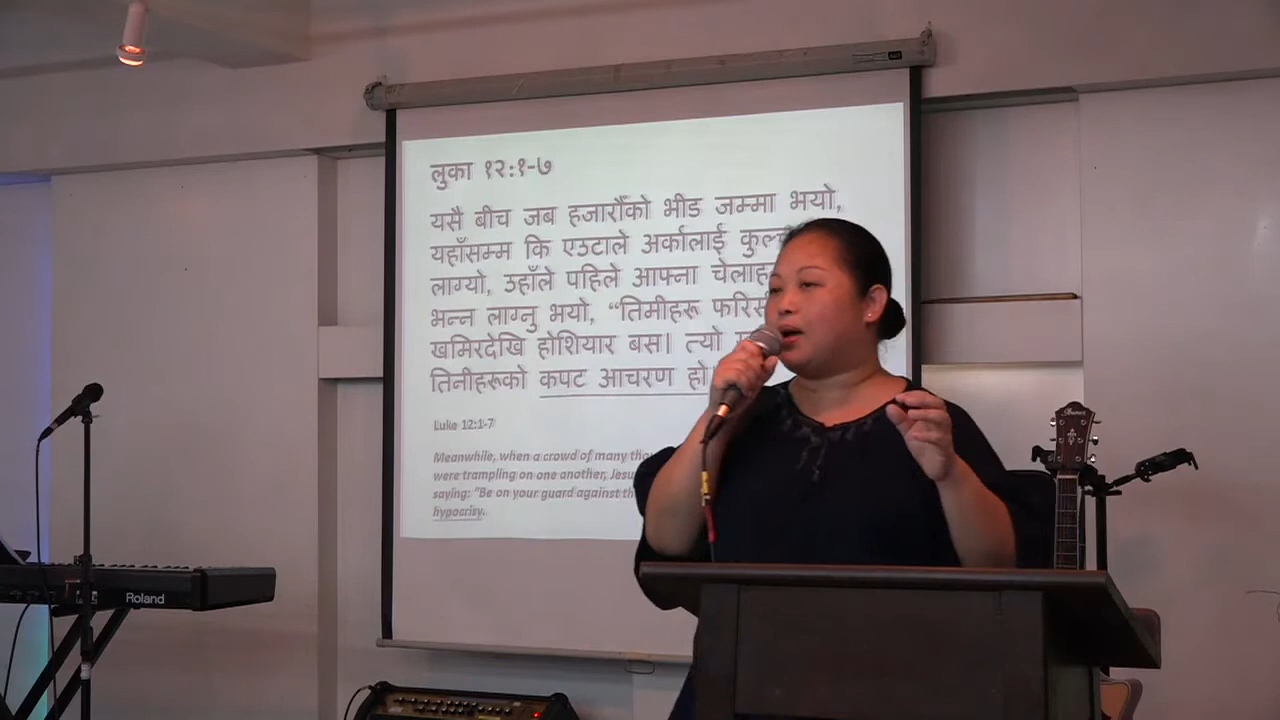 लुका १२:१-७
यसै बीच जब हजारौँको भीड जम्मा भयो,
यहाँसम्म कि एउटाले अर्कालाई
लाग्यो, उहाँले पहिले आफ्ना
भन्न लाग्नु भयो, “तिमीहरू
खमिरदेखि होशियार बस। त्यो
तिनीहरूको कपट आचरण हो
Luke 12:1-7
Meanwhile, when a crowd of many
were trampling on one another,
saying: "Be on your guard against
hypocrisy.
Roland
Ibanez